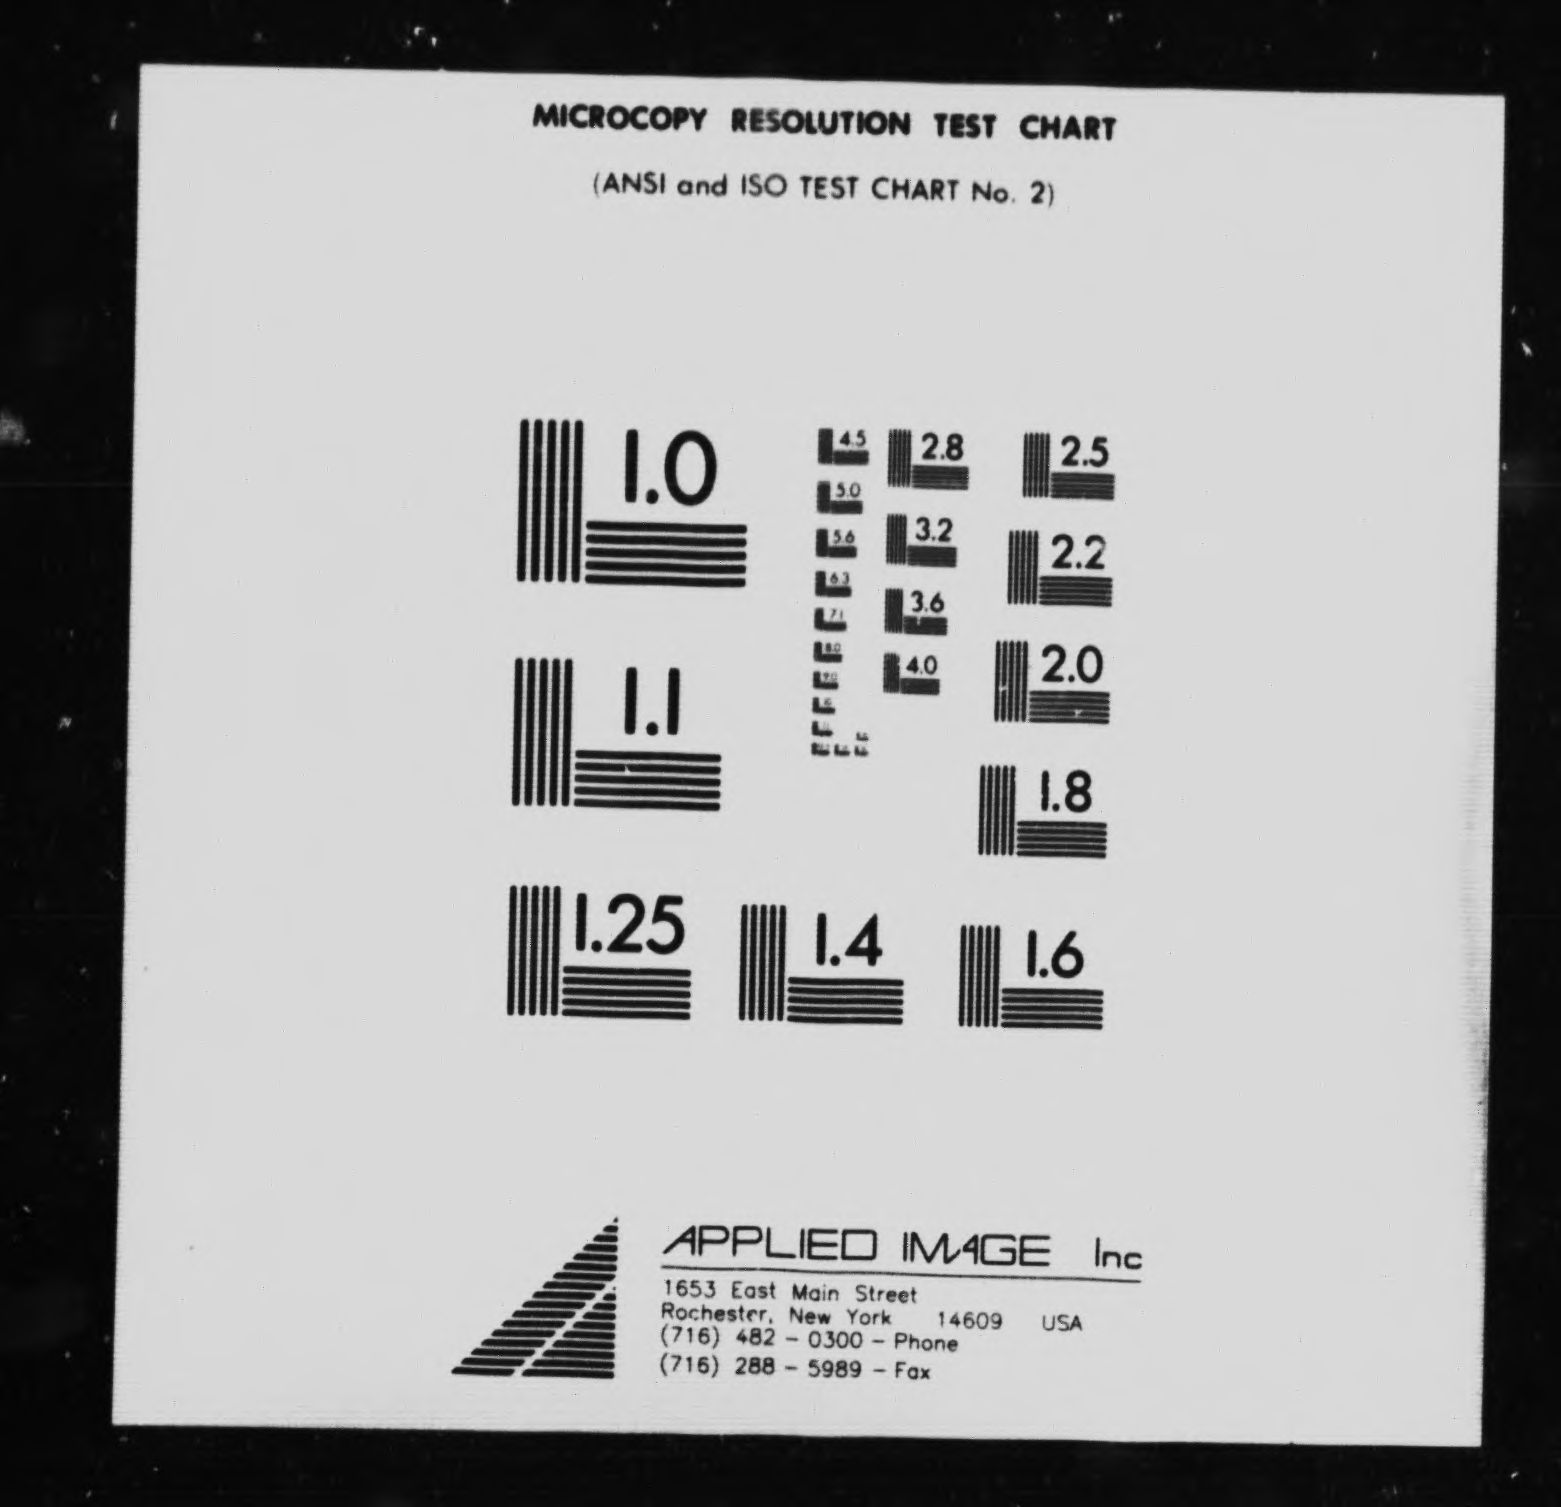 MICROCOPY RESOLUTION TEST CHART
(ANSI and ISO TEST CHART No. 2)
1.0
1.1
1.25
1.4
1.6
1.8
2.0
2.2
2.5
2.8
3.2
3.6
4.0
4.5
5.0
5.6
6.3
7.1
8.0
9.0
APPLIED IMAGE Inc
1653 East Main Street
Rochester, New York 14609 USA
(716) 482 - 0300 - Phone
(716) 288 - 5989 - Fax